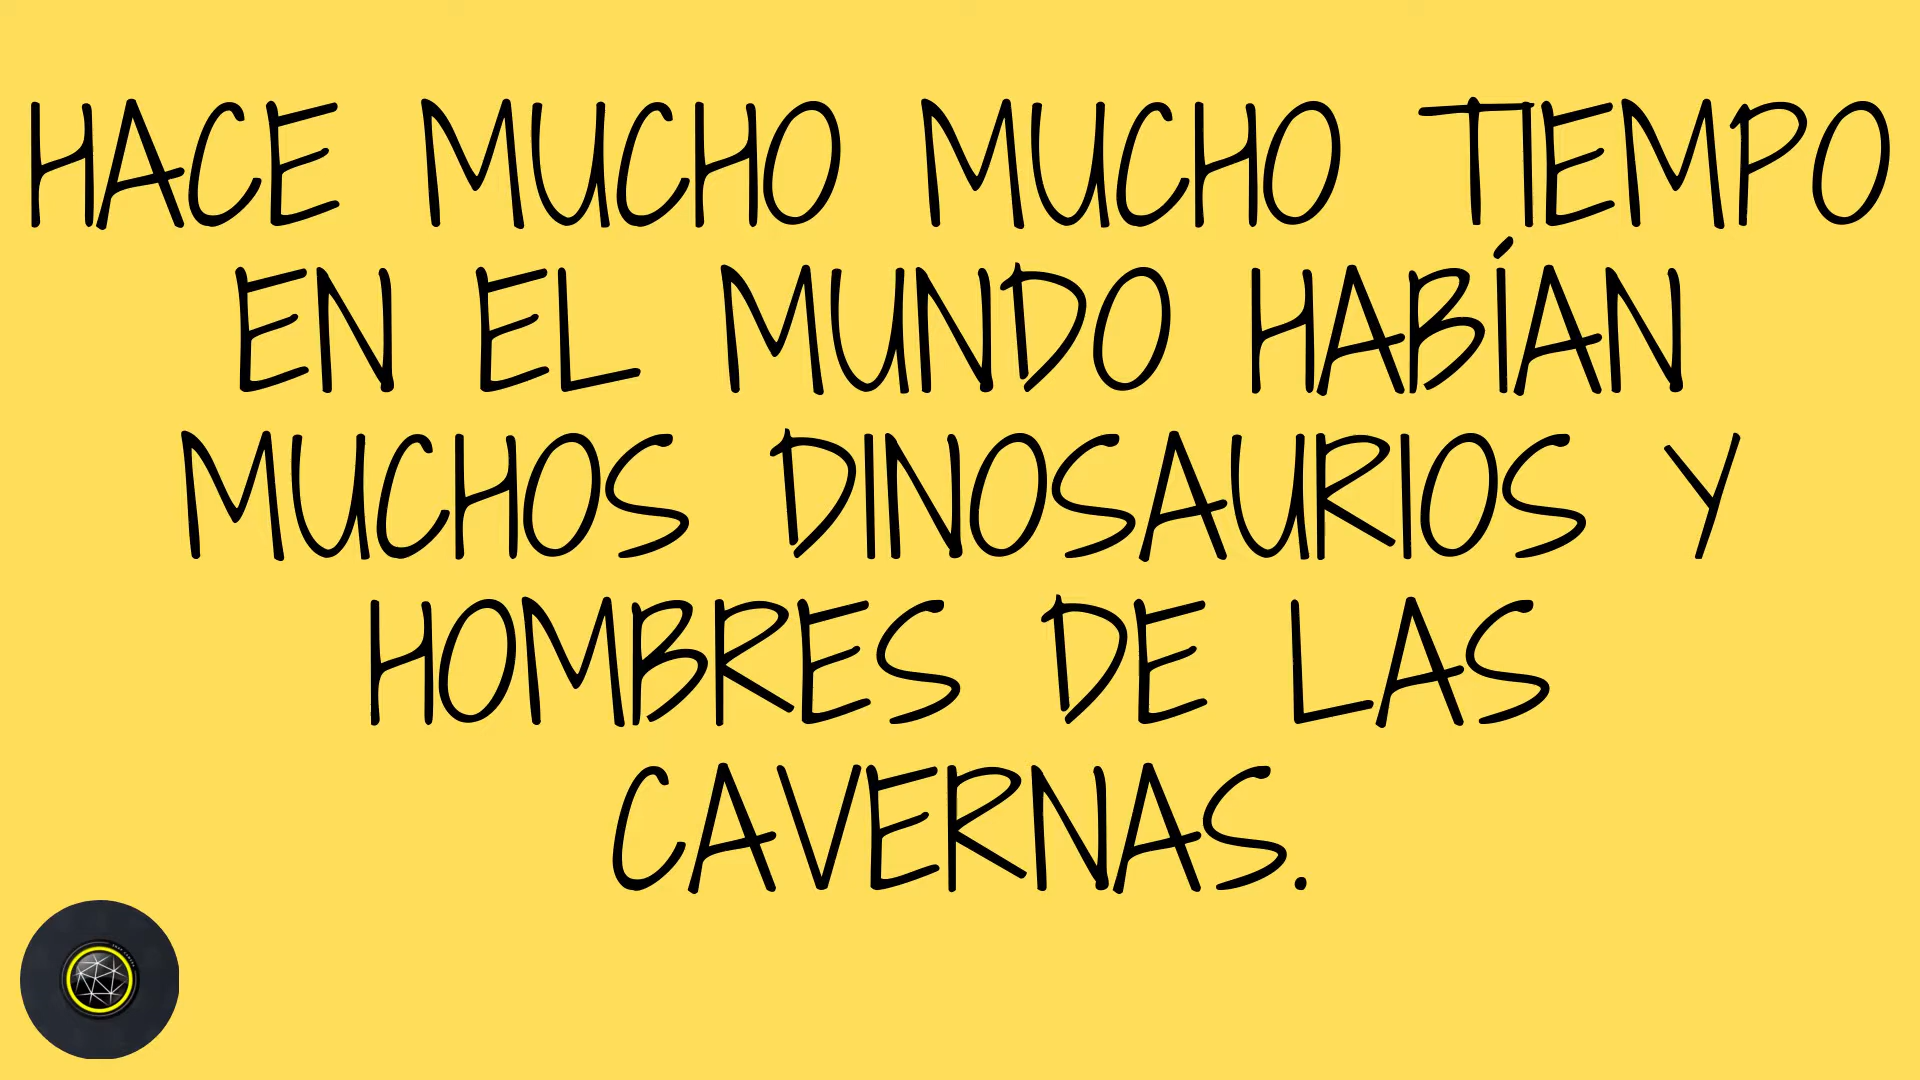 HACE MUCHO MUCHO TIEMPO
EN EL MUNDO HABÍAN
MUCHOS DINOSAURIOS Y
HOMBRES DE LAS
CAVERNAS.